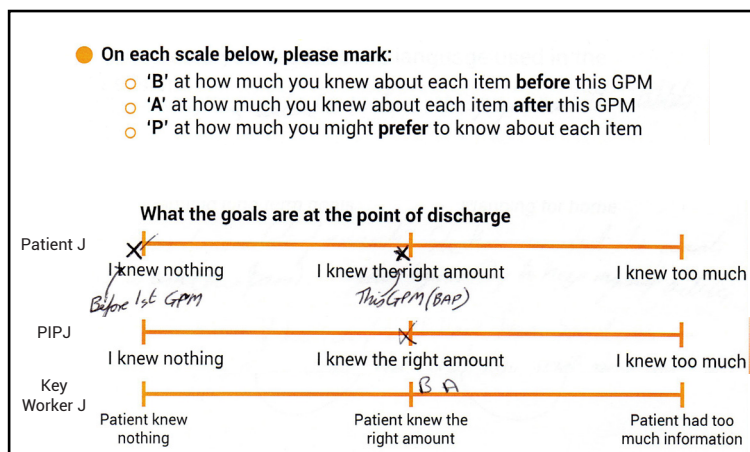 On each scale below, please mark:
'B' at how much you knew about each item before this GPM
'A' at how much you knew about each item after this GPM
'P' at how much you might prefer to know about each item
What the goals are at the point of discharge
Patient J
I knew nothing I knew the right amount I knew too much
Before 1st GPM This GPM (BAP)
PIPJ
I knew nothing I knew the right amount I knew too much
B A
Key
Worker J
Patient knew Patient knew the Patient had too
nothing right amount much information